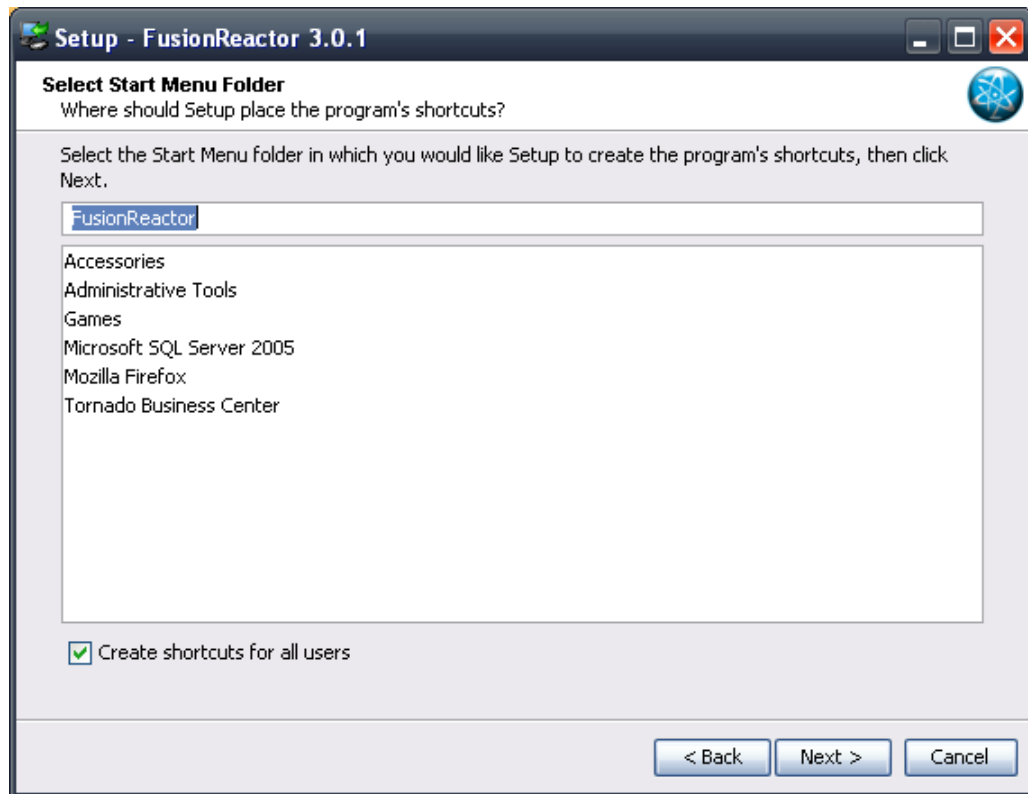 Setup - FusionReactor 3.0.1
Select Start Menu Folder
Where should Setup place the program's shortcuts?
Select the Start Menu folder in which you would like Setup to create the program's shortcuts, then click
Next.
FusionReactor
Accessories
Administrative Tools
Games
Microsoft SQL Server 2005
Mozilla Firefox
Tornado Business Center
Create shortcuts for all users
< Back Next > Cancel